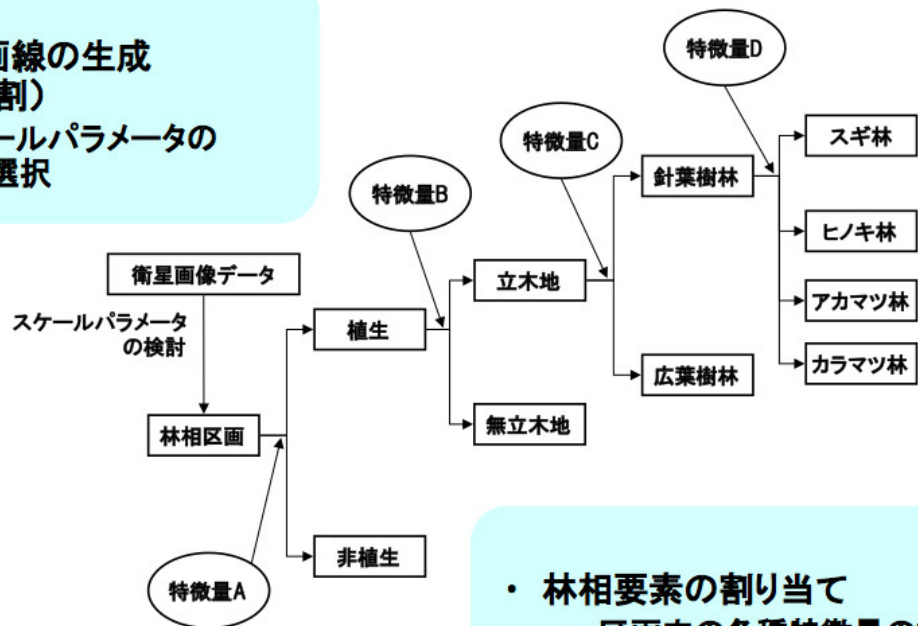 画線の生成
割）
ールパラメータの
選択
特徴量D
特徴量C
特徴量B
スギ林
針葉樹林
ヒノキ林
衛星画像データ
立木地
アカマツ林
スケールパラメータ
の検討
植生
カラマツ林
広葉樹林
林相区画
無立木地
非植生
特徴量A
・ 林相要素の割り当て